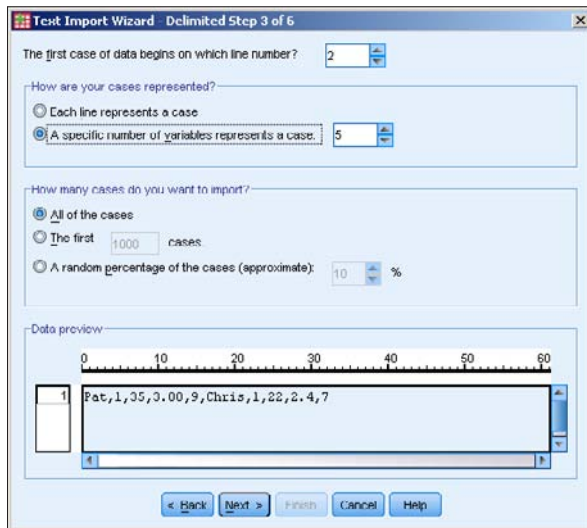 Text Import Wizard - Delimited Step 3 of 6
The first case of data begins on which line number? 2
How are your cases represented?
Each line represents a case
A specific number of variables represents a case. 5
How many cases do you want to import?
All of the cases
The first 1000 cases.
A random percentage of the cases (approximate): 10 %
Data preview
0 10 20 30 40 50 60
1 Pat,1,35,3.00,9,Chris,1,22,2.4,7
< Back Next > Finish Cancel Help